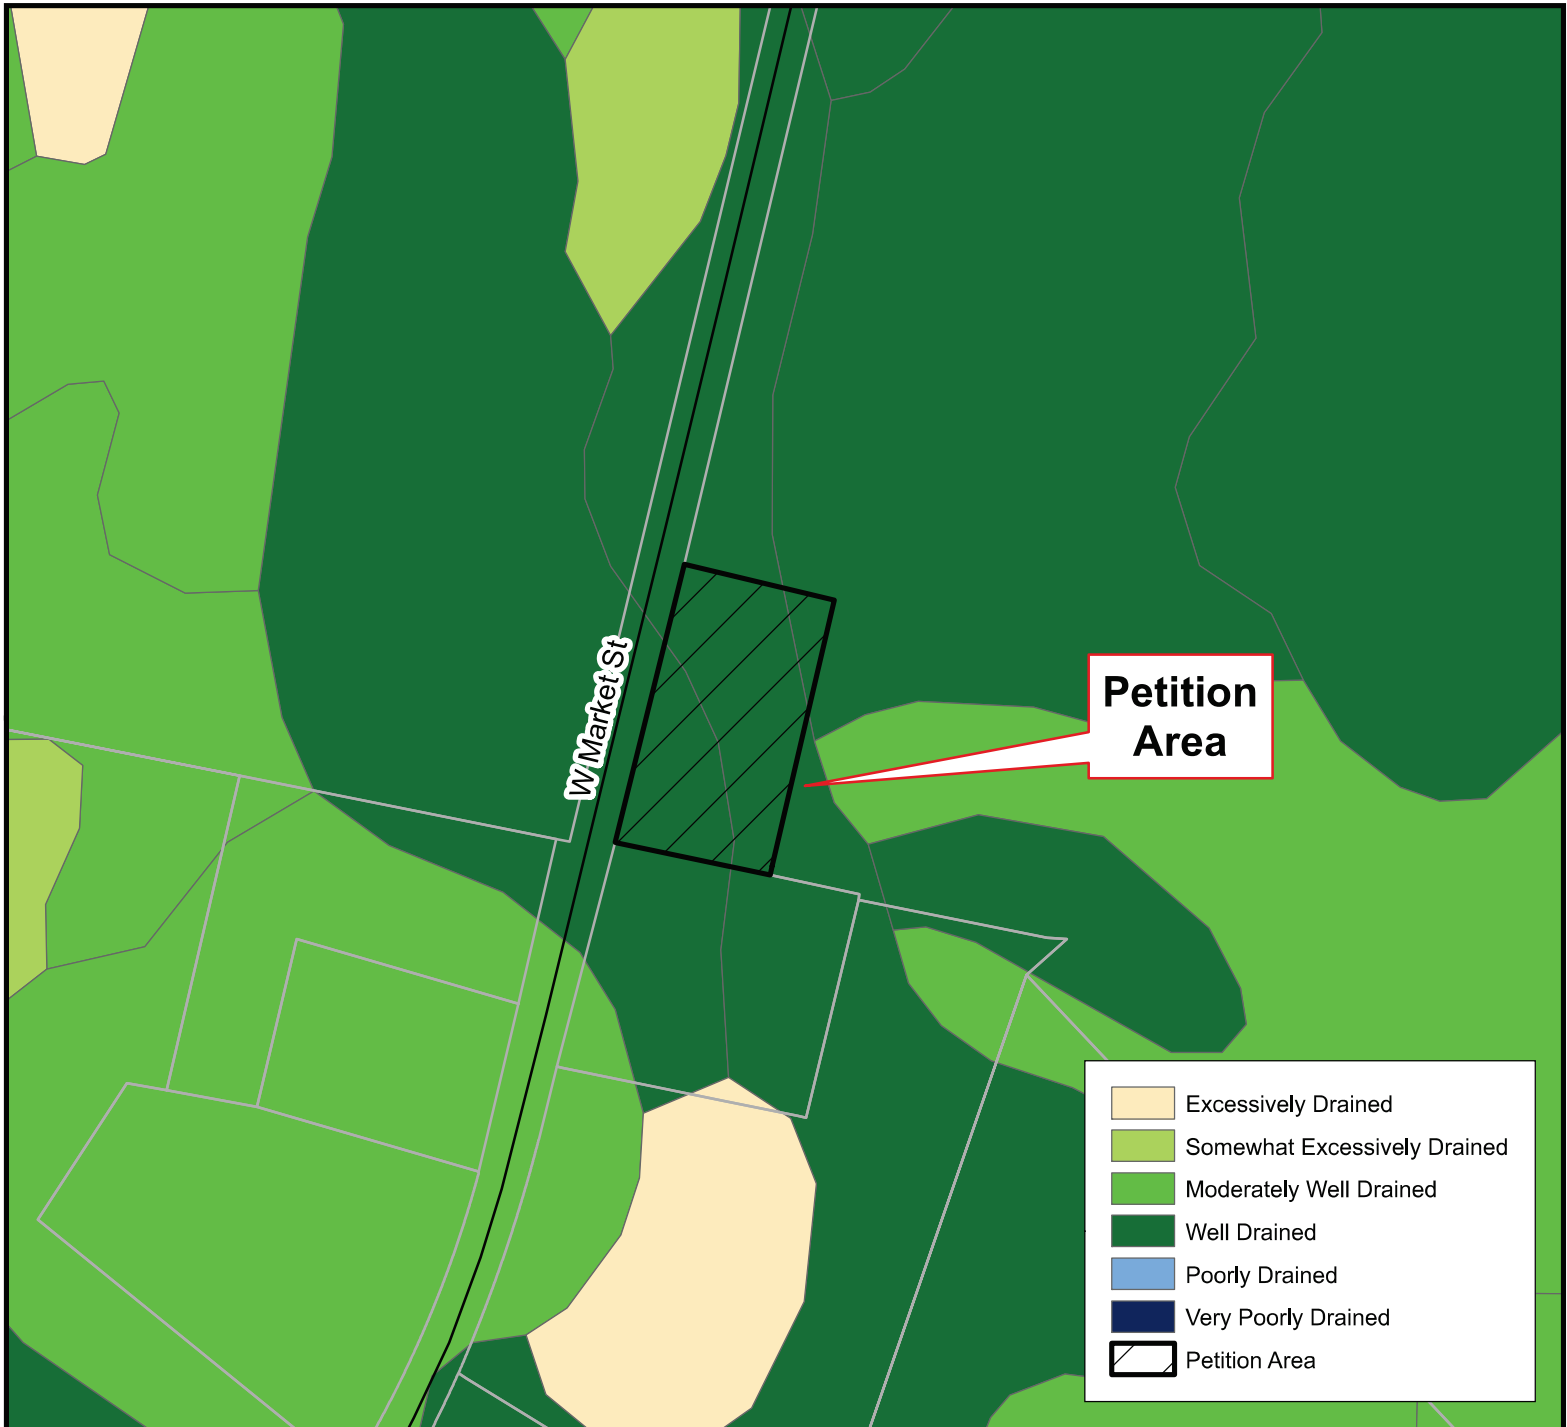 W Market St
Petition
Area
Excessively Drained
Somewhat Excessively Drained
Moderately Well Drained
Well Drained
Poorly Drained
Very Poorly Drained
Petition Area